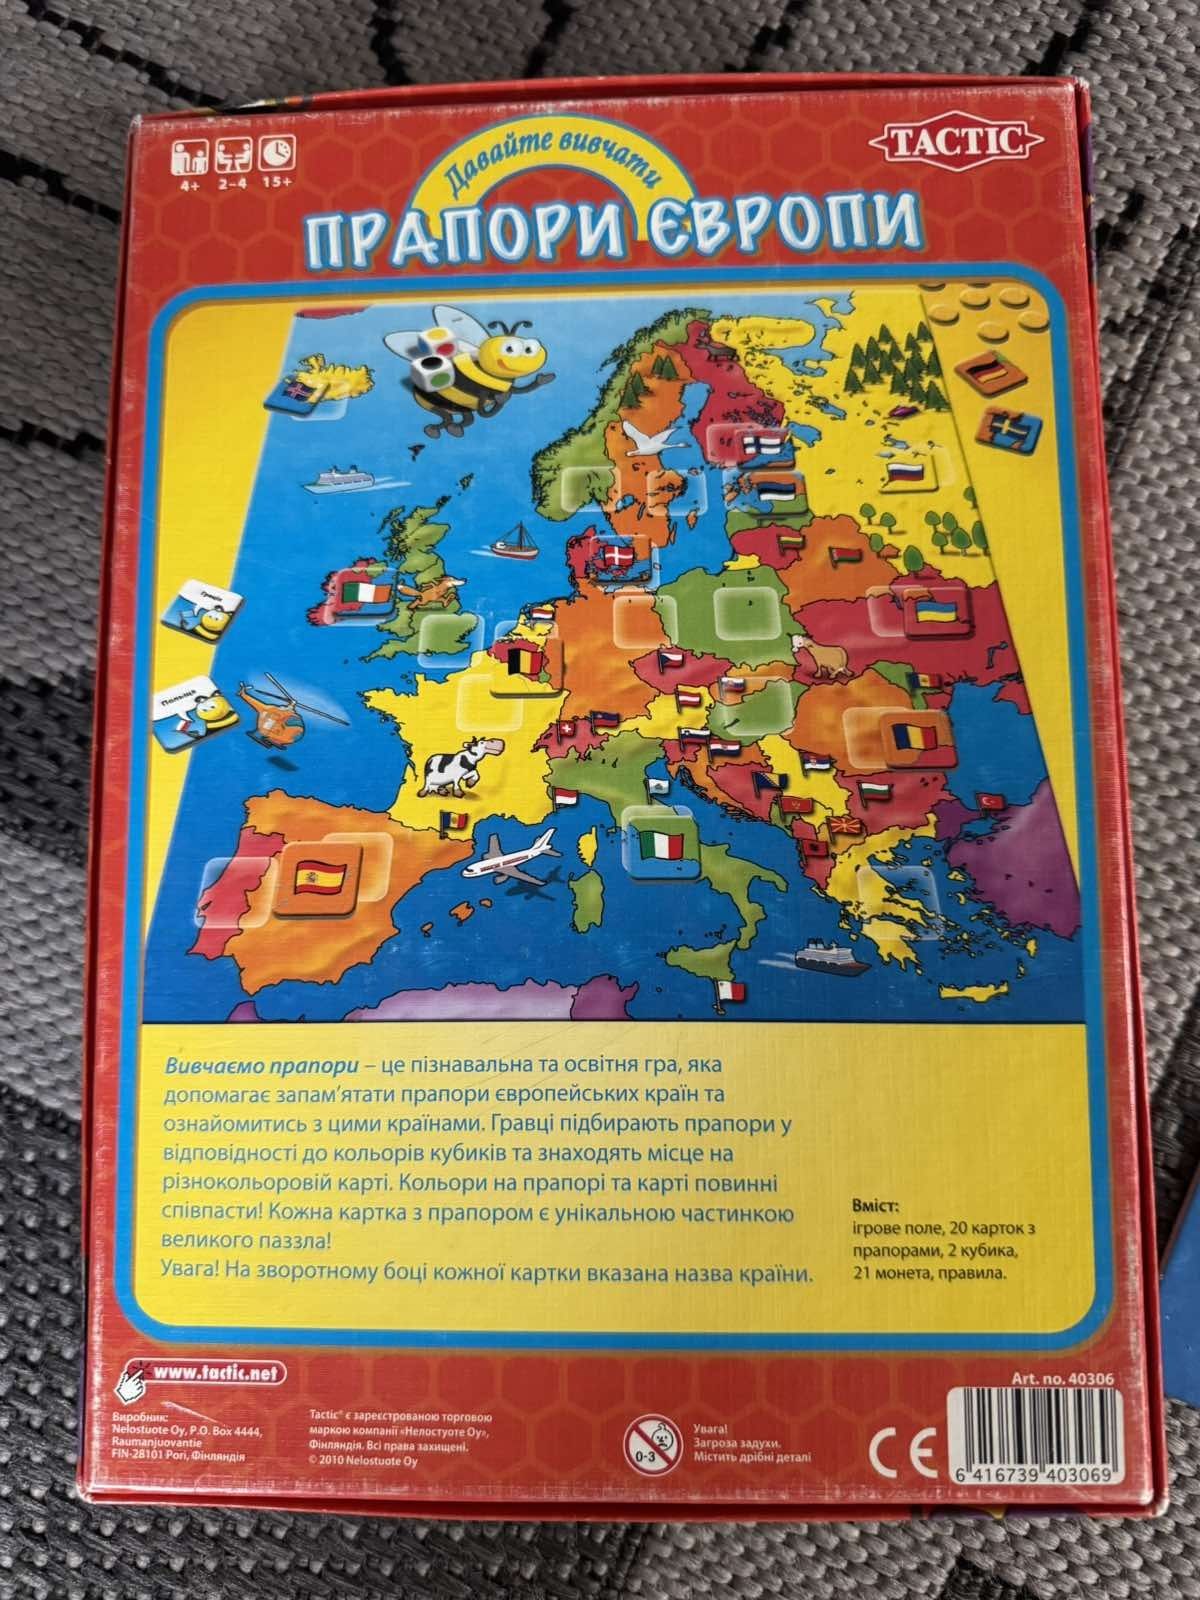 Давайте вивчати
TACTIC
4+ 2-4 15+
ПРАПОРИ ЄВРОПИ
Греція
Польща
Вивчаємо прапори – це пізнавальна та освітня гра, яка
допомагає запам'ятати прапори європейських країн та
ознайомитись з цими країнами. Гравці підбирають прапори у
відповідності до кольорів кубиків та знаходять місце на
різнокольоровій карті. Кольори на прапорі та карті повинні
співпасти! Кожна картка з прапором є унікальною частинкою
великого паззла!
Увага! На зворотному боці кожної картки вказана назва країни.
Вміст:
ігрове поле, 20 карток з
прапорами, 2 кубика,
21 монета, правила.
www.tactic.net
Виробник:
Nelostuote Oy, P.O. Box 4444,
Raumanjuovantie
FIN-28101 Pori, Фінляндія
Tactic® є зареєстрованою торговою
маркою компанії «Нелостуоте Оу»,
Фінляндія. Всі права захищені.
© 2010 Nelostuote Oy
0-3
Увага!
Загроза задухи.
Містить дрібні деталі
CE
Art. no. 40306
6 416739 403069